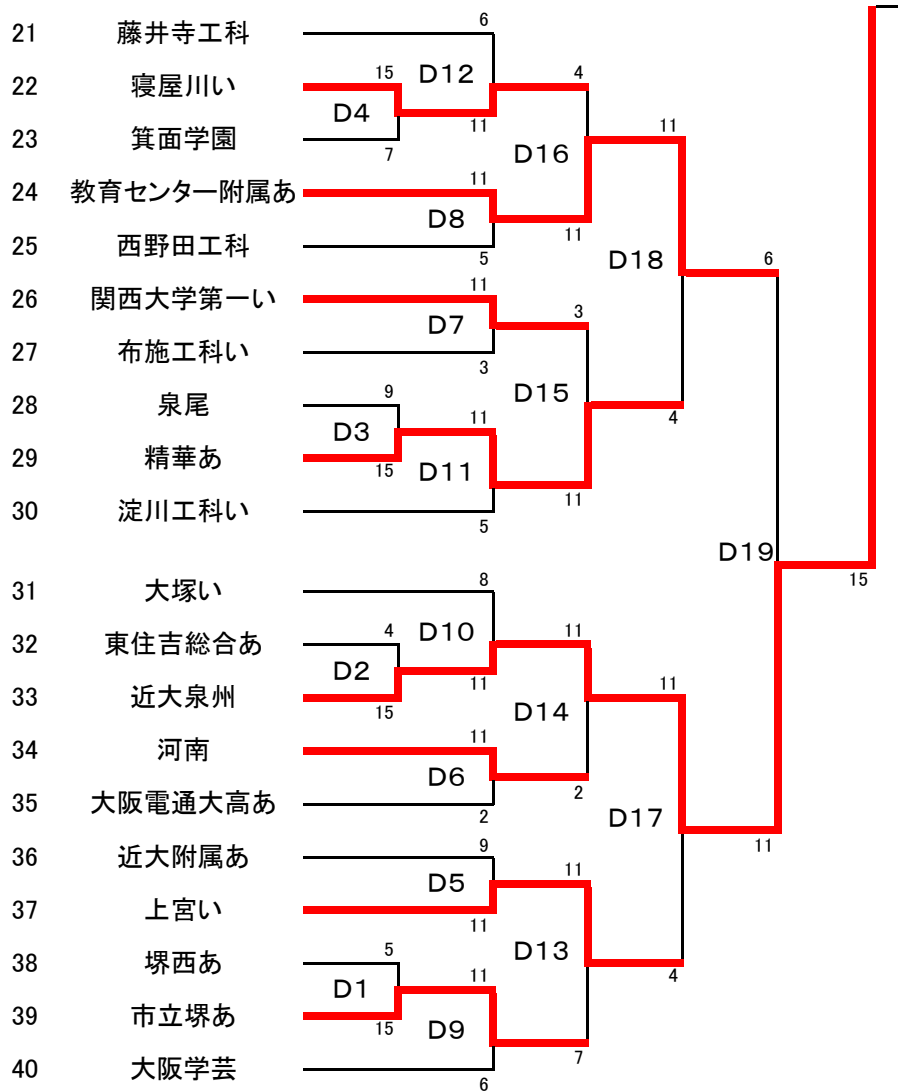 6
21 藤井寺工科
15 D12 4
22 寝屋川い
D4 11 11
23 箕面学園
7 D16
11
24 教育センター附属あ
D8 11
25 西野田工科
5 D18 6
11
26 関西大学第一い
D7 3
27 布施工科い
3
9 D15
28 泉尾
D3 11 4
29 精華あ
15 D11 11
30 淀川工科い
5
D19
8 15
31 大塚い
4 D10 11
32 東住吉総合あ
D2 11 11
33 近大泉州
15 D14
11
34 河南
D6 2
35 大阪電通大高あ
2 D17
9 11
36 近大附属あ
D5 11
37 上宮い
11
5 D13
38 堺西あ
D1 11 4
39 市立堺あ
15 D9 7
40 大阪学芸
6